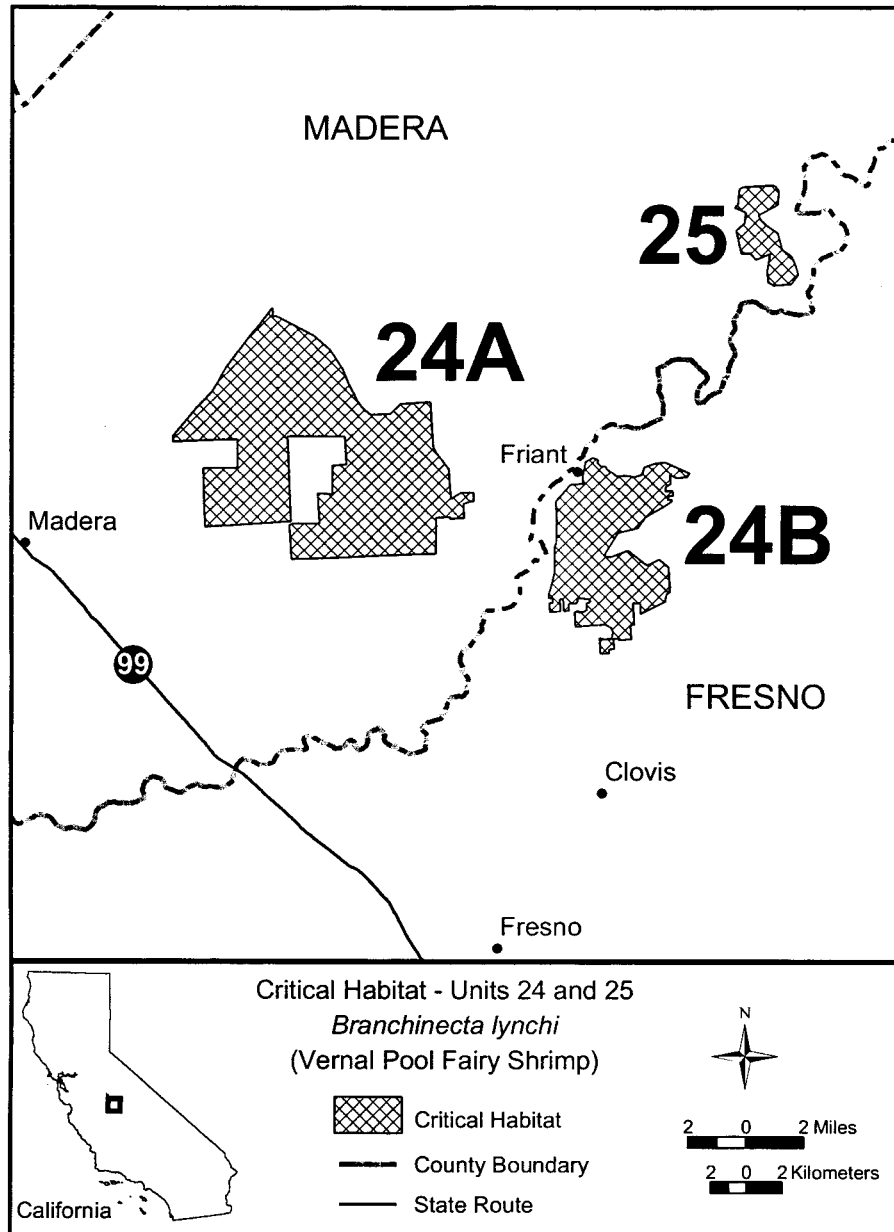 MADERA
25
24A
Friant
Madera
24B
99
FRESNO
Clovis
Fresno
Critical Habitat - Units 24 and 25
Branchinecta lynchi
(Vernal Pool Fairy Shrimp)
N
Critical Habitat
2 0 2 Miles
County Boundary
2 0 2 Kilometers
State Route
California